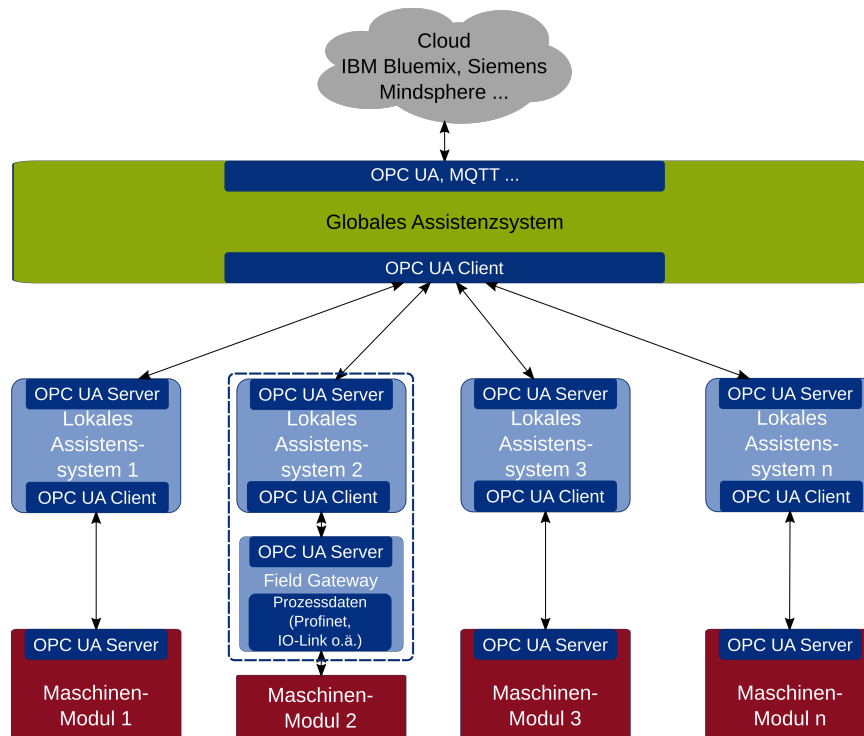 Cloud
IBM Bluemix, Siemens
Mindsphere ...
OPC UA, MQTT ...
Globales Assistenzsystem
OPC UA Client
OPC UA Server
Lokales
Assistens-
system 1
OPC UA Client
OPC UA Server
Lokales
Assistens-
system 2
OPC UA Client
OPC UA Server
Lokales
Assistens-
system 3
OPC UA Client
OPC UA Server
Lokales
Assistens-
system n
OPC UA Client
OPC UA Server
Field Gateway
Prozessdaten
(Profinet,
IO-Link o.ä.)
OPC UA Server
Maschinen-
Modul 1
Maschinen-
Modul 2
OPC UA Server
Maschinen-
Modul 3
OPC UA Server
Maschinen-
Modul n